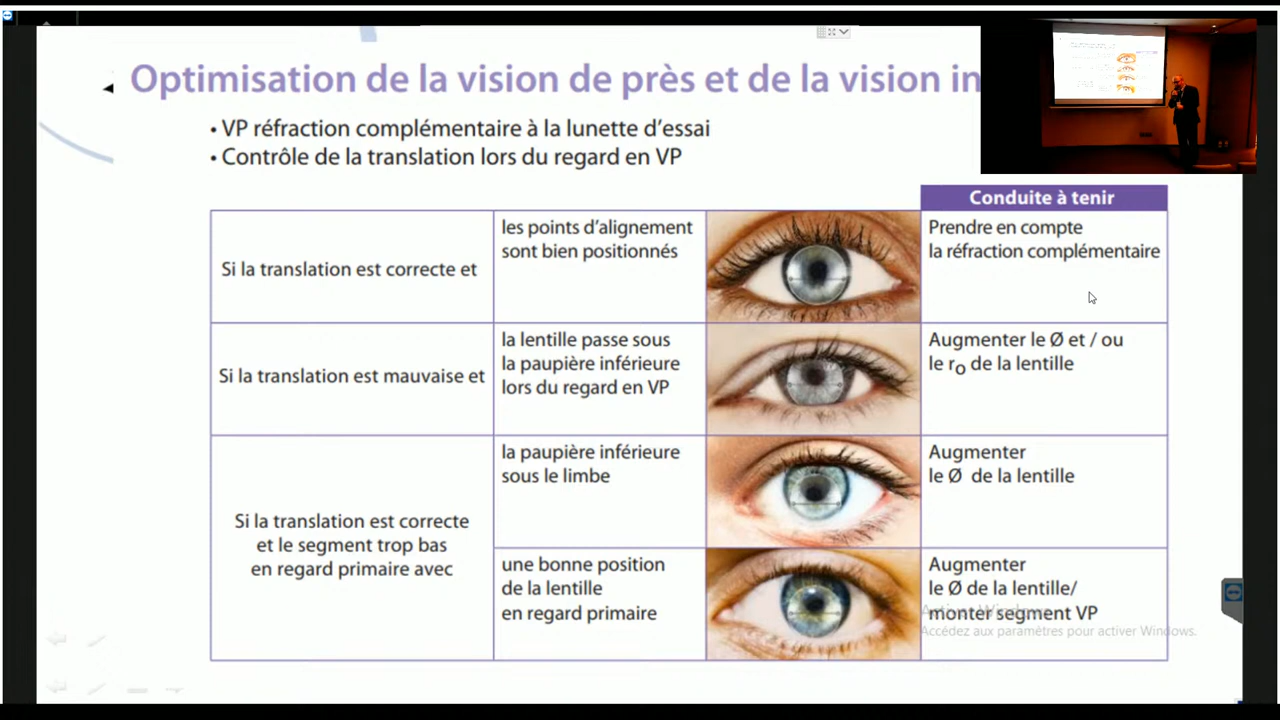 Optimisation de la vision de près et de la vision in
• VP réfraction complémentaire à la lunette d'essai
• Contrôle de la translation lors du regard en VP
Conduite à tenir
Si la translation est correcte et
les points d'alignement
sont bien positionnés
Prendre en compte
la réfraction complémentaire
Si la translation est mauvaise et
la lentille passe sous
la paupière inférieure
lors du regard en VP
Augmenter le Ø et / ou
le ro de la lentille
Si la translation est correcte
et le segment trop bas
en regard primaire avec
la paupière inférieure
sous le limbe
Augmenter
le Ø de la lentille
une bonne position
de la lentille
en regard primaire
Augmenter
le Ø de la lentille/
monter segment VP
Activer Windows
Accédez aux paramètres pour activer Windows.